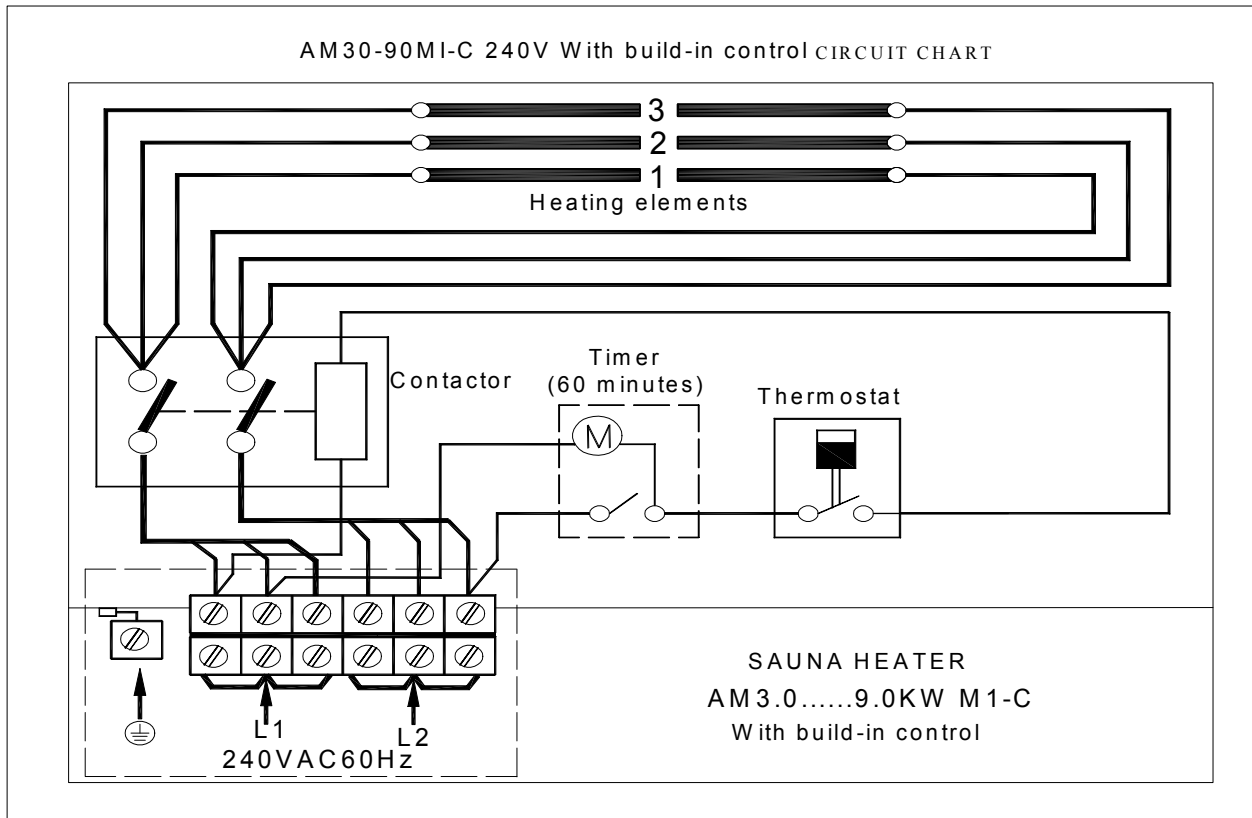 AM30-90MI-C 240V With build-in control CIRCUIT CHART
3
2
1
Heating elements
Contactor
Timer
(60 minutes)
Thermostat
M
L1
L2
240VAC60Hz
SAUNA HEATER
AM3.0......9.0KW M1-C
With build-in control